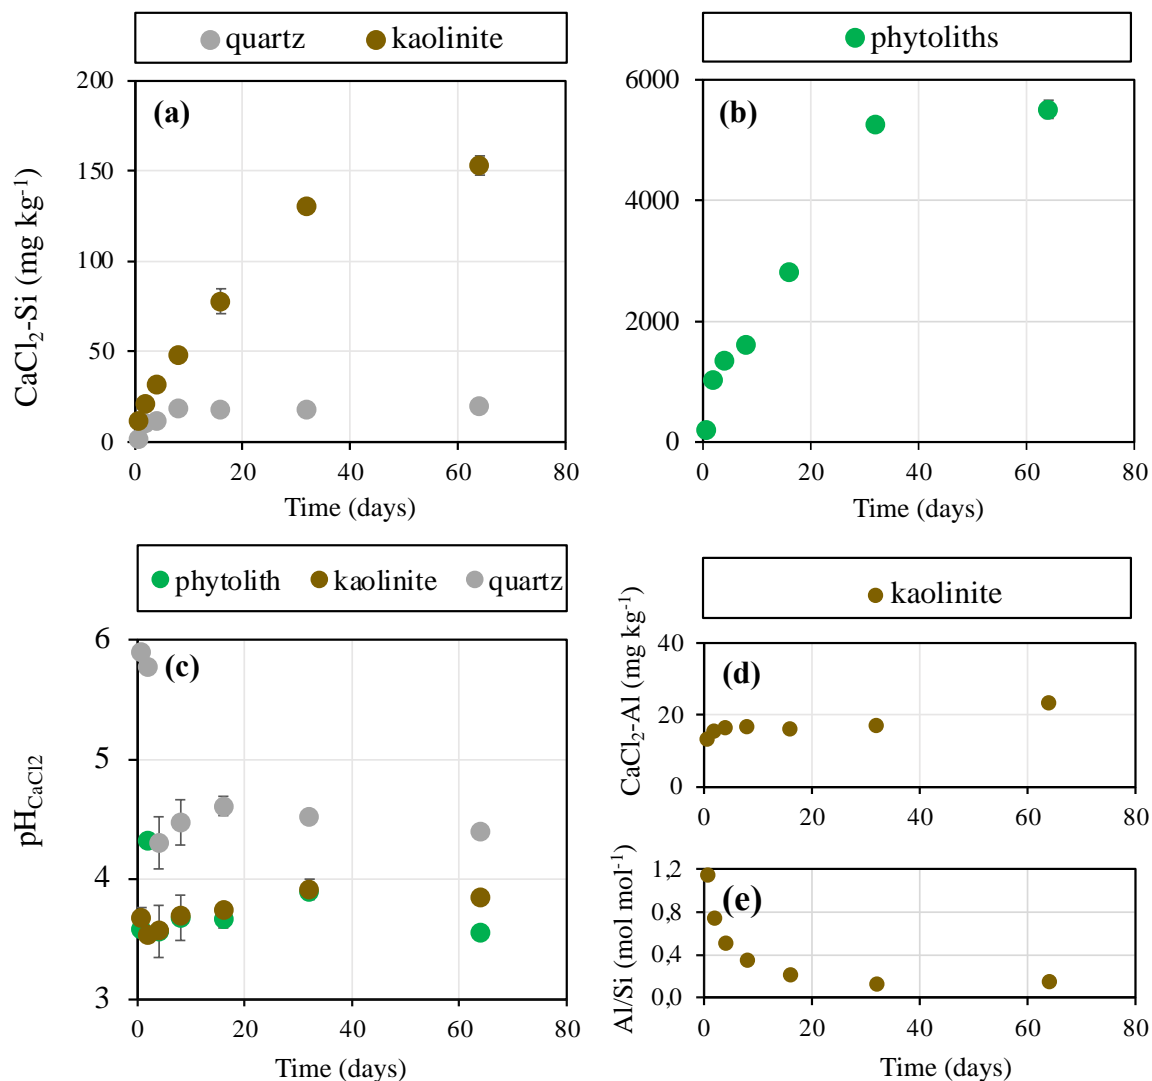 quartz kaolinite
(a)
CaCl₂-Si (mg kg⁻¹)
200
150
100
50
0
0 20 40 60 80
Time (days)
phytoliths
(b)
6000
4000
2000
0
0 20 40 60 80
Time (days)
phytolith kaolinite quartz
(c)
pH_CaCl2
6
5
4
3
0 20 40 60 80
Time (days)
kaolinite
(d)
CaCl₂-Al (mg kg⁻¹)
40
20
0
0 20 40 60 80
(e)
Al/Si (mol mol⁻¹)
1,2
0,8
0,4
0,0
0 20 40 60 80
Time (days)